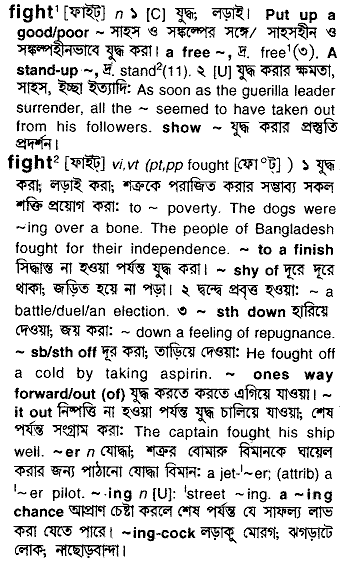 fight¹ [ফাইট্] n ১ [C] যুদ্ধ; লড়াই। Put up a
good/poor ~ সাহস ও সঙ্কল্পের সঙ্গে/ সাহসহীন ও
সঙ্কল্পহীনভাবে যুদ্ধ করা। a free ~, দ্র. free¹(৩). A
stand-up ~, দ্র. stand²(11). ২ [U] যুদ্ধ করার ক্ষমতা,
সাহস, ইচ্ছা ইত্যাদি: As soon as the guerilla leader
surrender, all the ~ seemed to have taken out
from his followers. show ~ যুদ্ধ করার প্রস্তুতি
প্রদর্শন।
fight² [ফাইট্] vi,vt (pt,pp fought [ফো°ট্] ) ১ যুদ্ধ
করা; লড়াই করা; শত্রুকে পরাজিত করার সম্ভাব্য সকল
শক্তি প্রয়োগ করা: to ~ poverty. The dogs were
~ing over a bone. The people of Bangladesh
fought for their independence. ~ to a finish
সিদ্ধান্ত না হওয়া পর্যন্ত যুদ্ধ করা। ~ shy of দূরে দূরে
থাকা; জড়িত হয়ে না পড়া। ২ দ্বন্দ্বে প্রবৃত্ত হওয়া: ~ a
battle/duel/an election. ৩ ~ sth down হারিয়ে
দেওয়া; জয় করা: ~ down a feeling of repugnance.
~ sb/sth off দূর করা; তাড়িয়ে দেওয়া: He fought off
a cold by taking aspirin. ~ ones way
forward/out (of) যুদ্ধ করতে করতে এগিয়ে যাওয়া। ~
it out নিষ্পত্তি না হওয়া পর্যন্ত যুদ্ধ চালিয়ে যাওয়া; শেষ
পর্যন্ত সংগ্রাম করা: The captain fought his ship
well. ~er n যোদ্ধা; শত্রুর বোমারু বিমানকে ঘায়েল
করার জন্য পাঠানো যোদ্ধা বিমান: a jet-ˈ~er; (attrib) a
ˈ~er pilot. ~ing n [U]: ˈstreet ~ing. a ~ing
chance আপ্রাণ চেষ্টা করলে শেষ পর্যন্ত যে সাফল্য লাভ
করা যেতে পারে। ~ing-cock লড়াকু মোরগ; ঝগড়াটে
লোক; নাছোড়বান্দা।